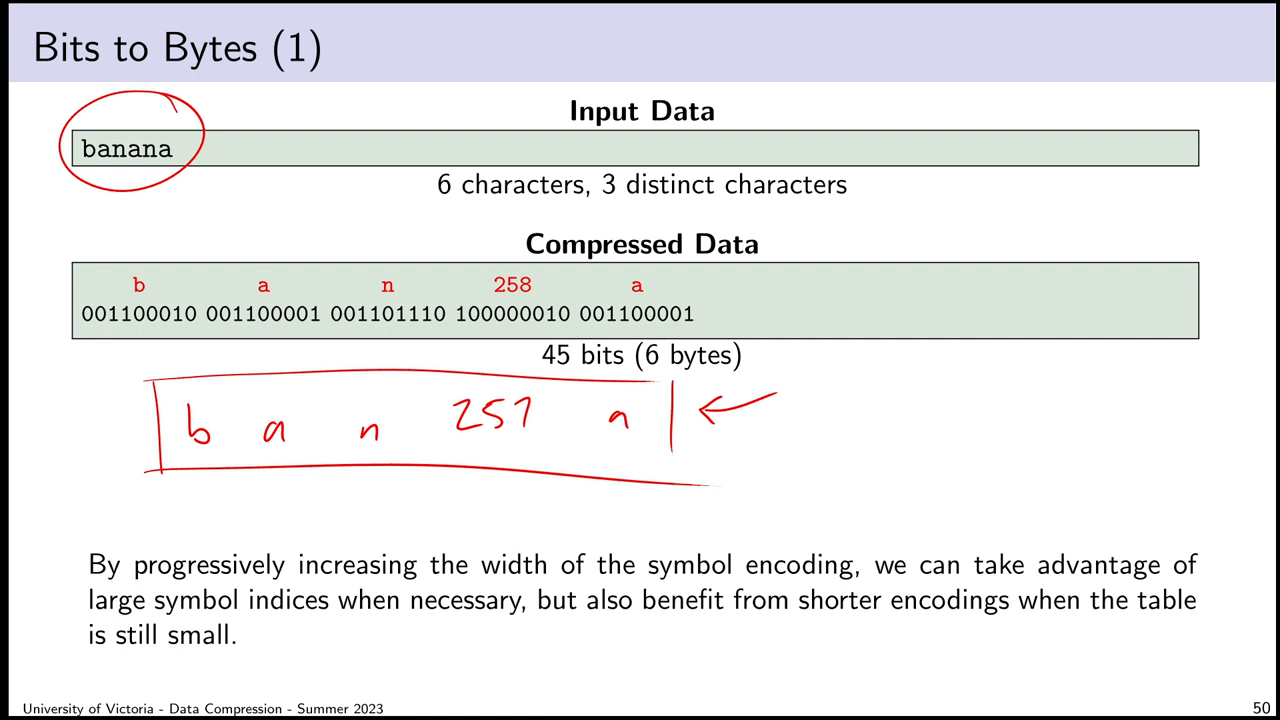 Bits to Bytes (1)
Input Data
banana
6 characters, 3 distinct characters
Compressed Data
b a n 258 a
001100010 001100001 001101110 100000010 001100001
45 bits (6 bytes)
b a n 257 a
By progressively increasing the width of the symbol encoding, we can take advantage of
large symbol indices when necessary, but also benefit from shorter encodings when the table
is still small.
University of Victoria - Data Compression - Summer 2023 50